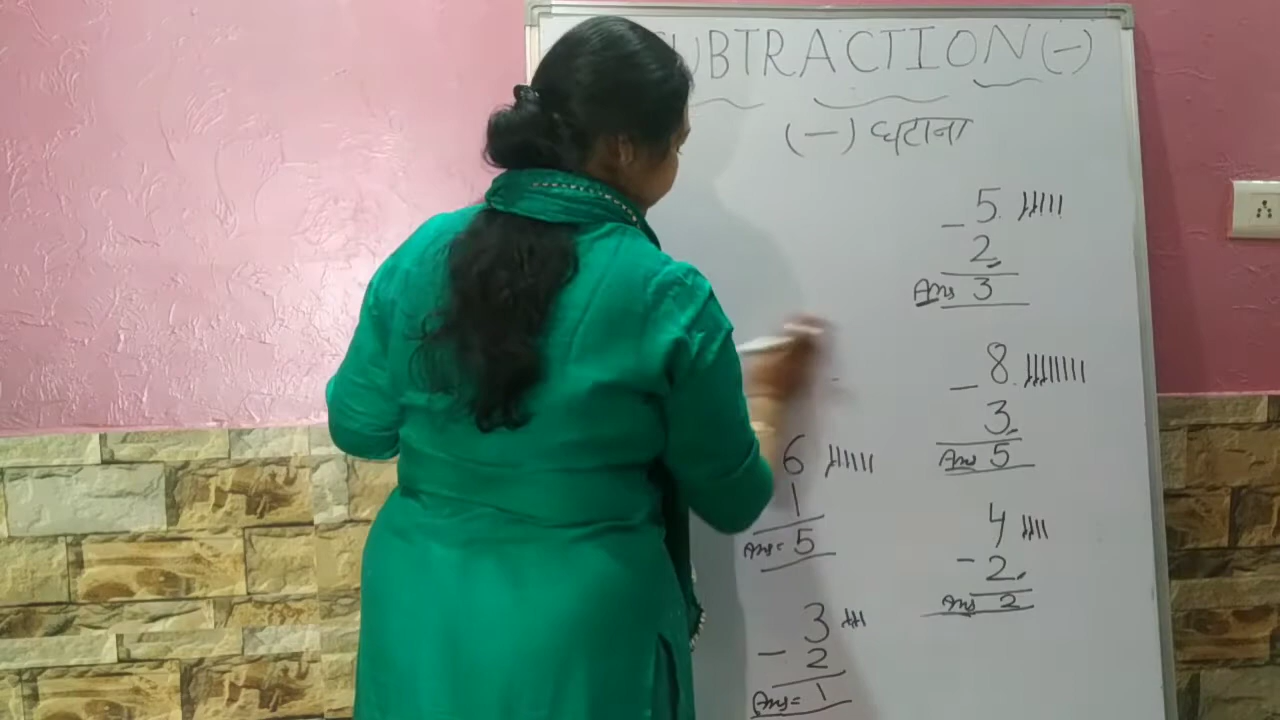 UBTRACTION (-)
(-) घटाना
- 5
2
Ans 3
- 8
3
Ans 5
4
- 2
Ans 2
6
1
Ans= 5
3
- 2
Ans= 1